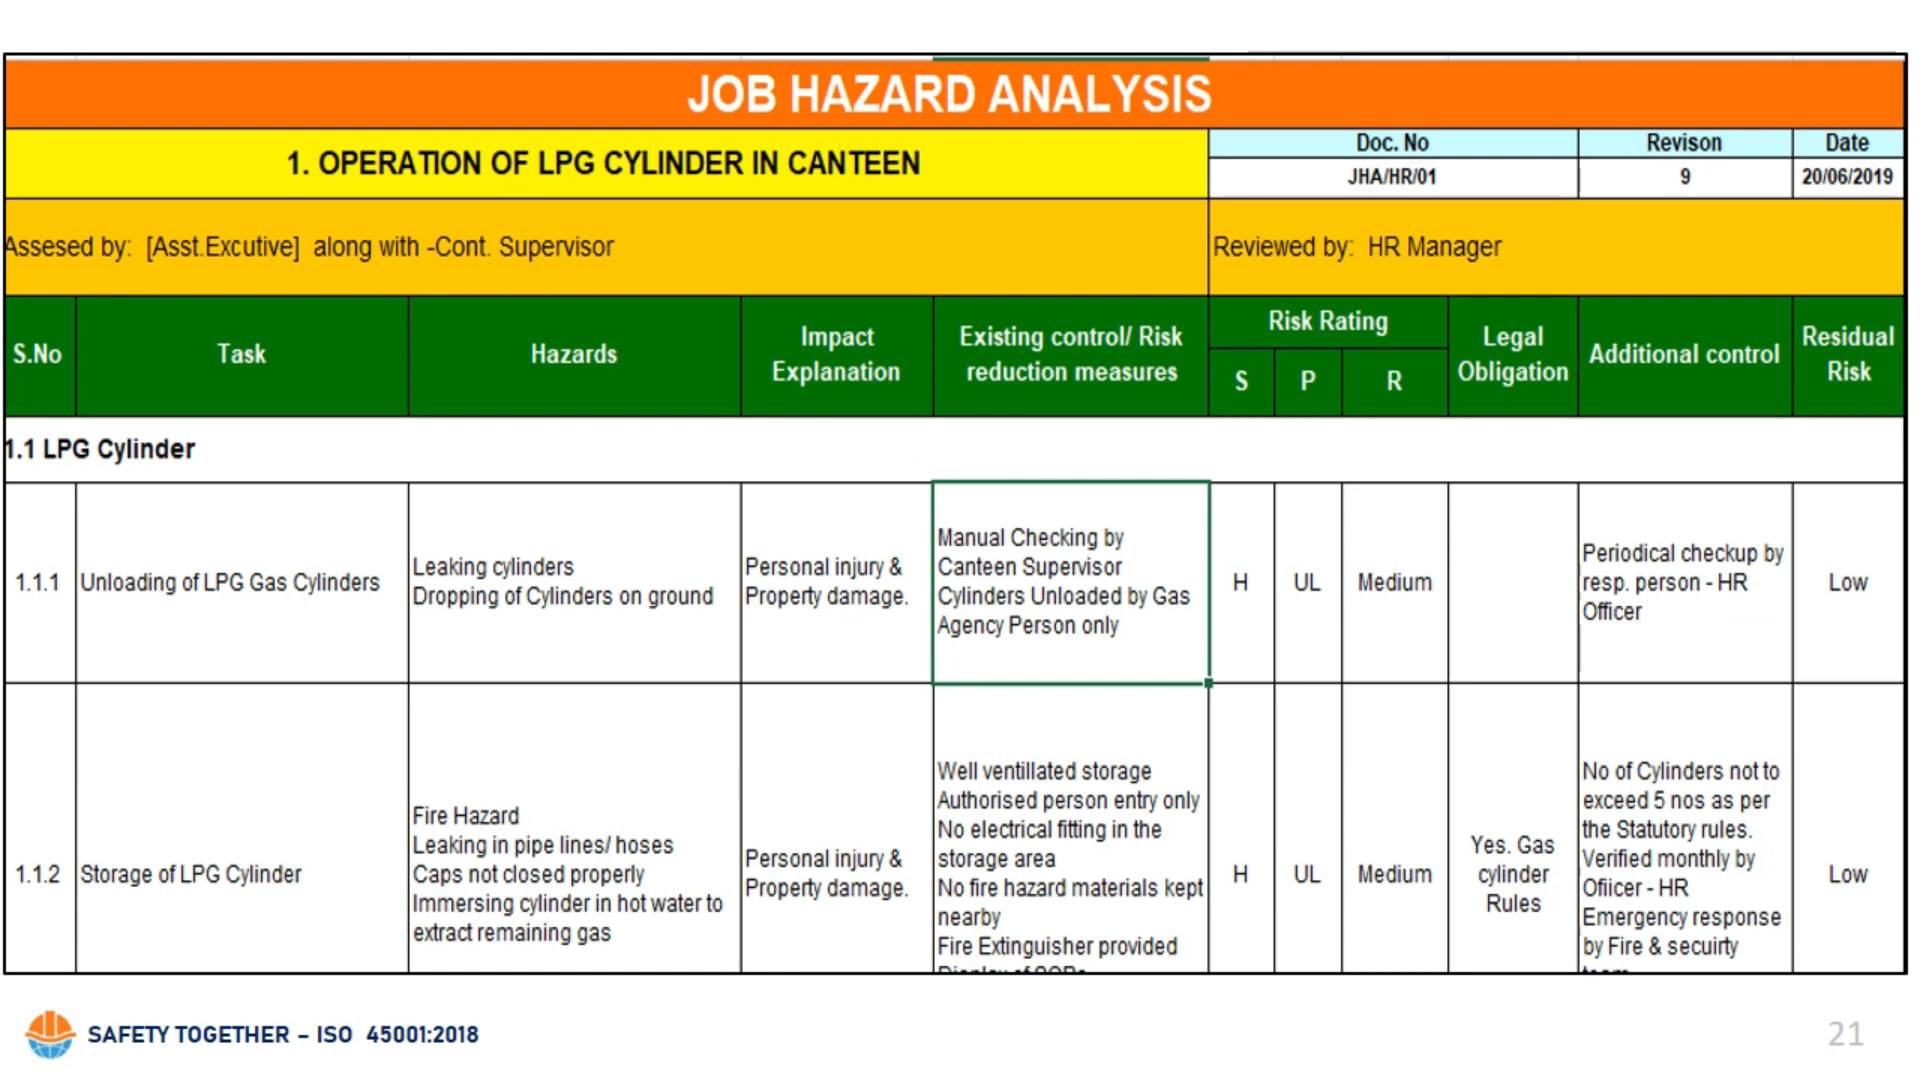 JOB HAZARD ANALYSIS
1. OPERATION OF LPG CYLINDER IN CANTEEN
Doc. No
Revison
Date
JHA/HR/01
9
20/06/2019
Assesed by: [Asst.Excutive] along with -Cont. Supervisor
Reviewed by: HR Manager
S.No
Task
Hazards
Impact
Explanation
Existing control/ Risk
reduction measures
Risk Rating
S
P
R
Legal
Obligation
Additional control
Residual
Risk
1.1 LPG Cylinder
1.1.1
Unloading of LPG Gas Cylinders
Leaking cylinders
Dropping of Cylinders on ground
Personal injury &
Property damage.
Manual Checking by
Canteen Supervisor
Cylinders Unloaded by Gas
Agency Person only
H
UL
Medium
Periodical checkup by
resp. person - HR
Officer
Low
1.1.2
Storage of LPG Cylinder
Fire Hazard
Leaking in pipe lines/ hoses
Caps not closed properly
Immersing cylinder in hot water to
extract remaining gas
Personal injury &
Property damage.
Well ventillated storage
Authorised person entry only
No electrical fitting in the
storage area
No fire hazard materials kept
nearby
Fire Extinguisher provided
H
UL
Medium
Yes. Gas
cylinder
Rules
No of Cylinders not to
exceed 5 nos as per
the Statutory rules.
Verified monthly by
Ofiicer - HR
Emergency response
by Fire & secuirty
Low
SAFETY TOGETHER – ISO 45001:2018
21